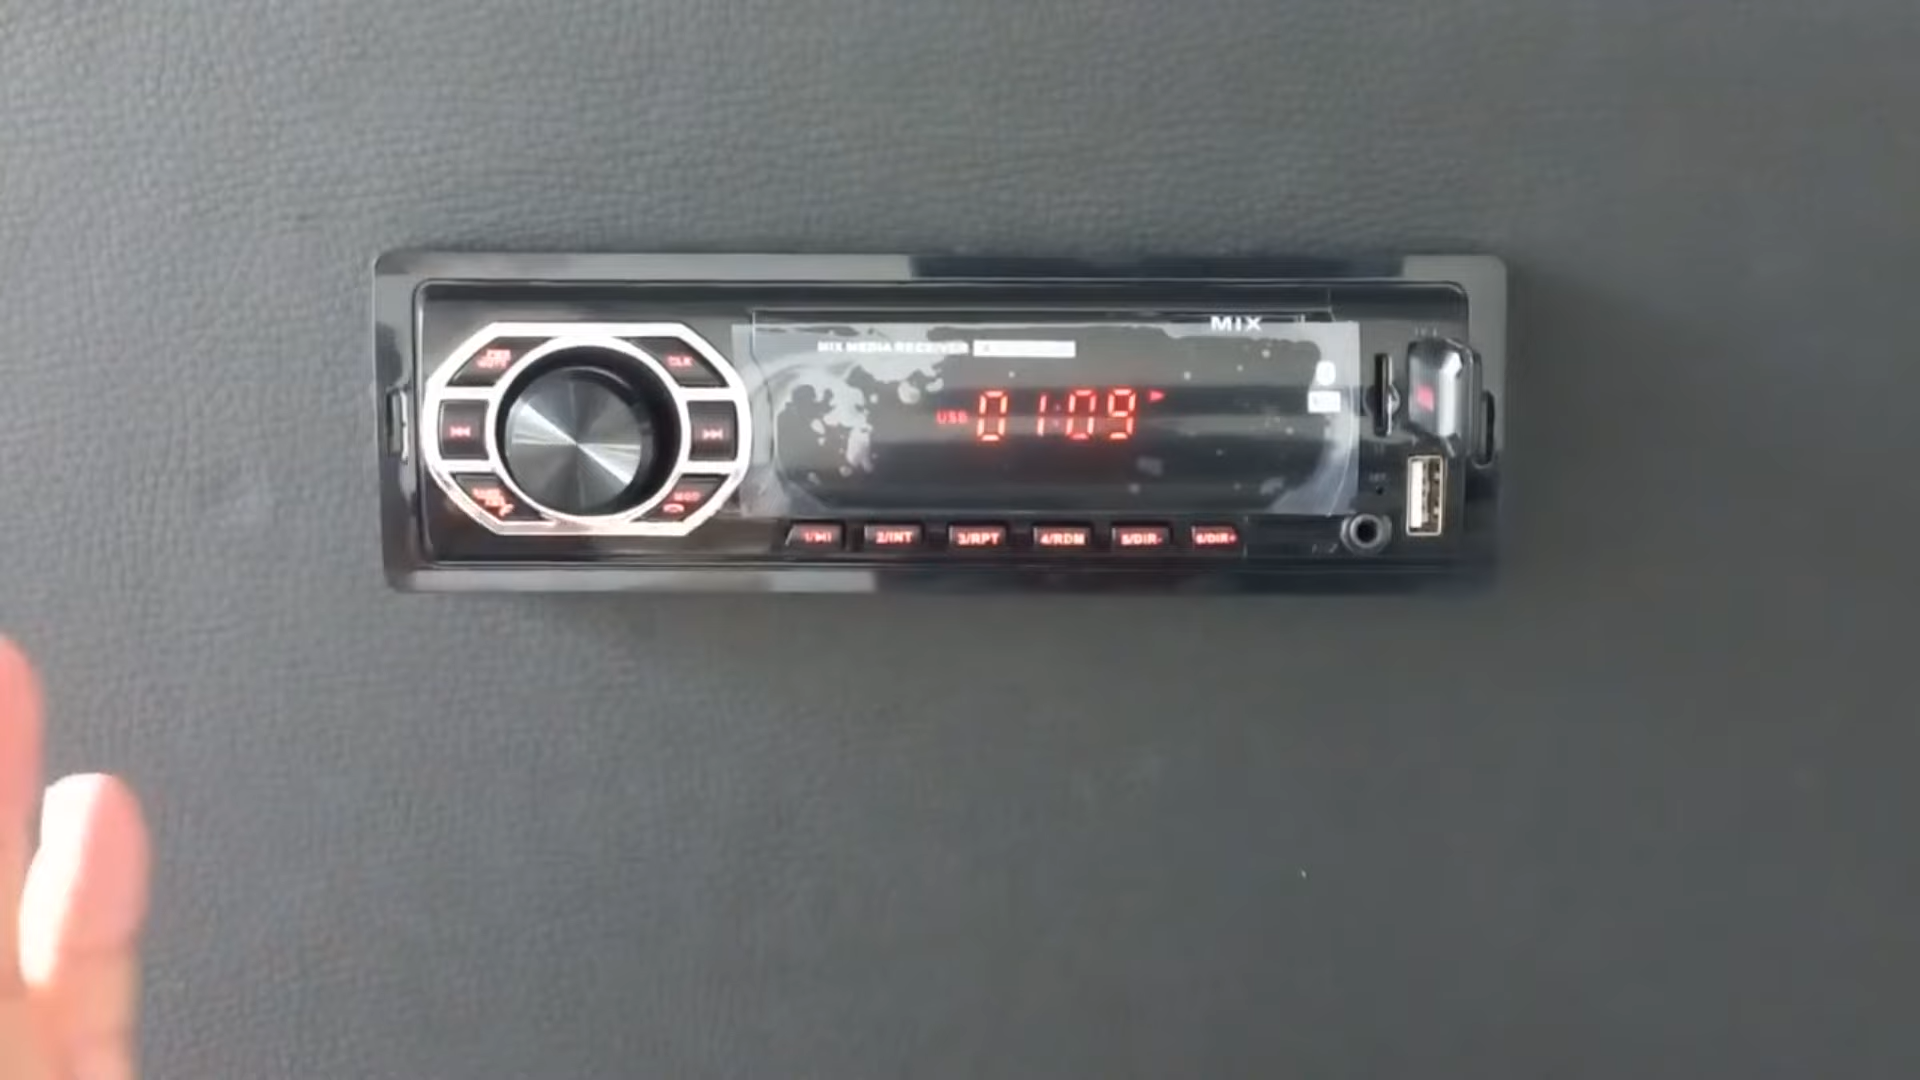 MIX
MIX MEDIA RECEIVER
USB 01:09
CLK
MOD
1/
2/INT
3/RPT
4/RDM
5/DIR-
6/DIR+